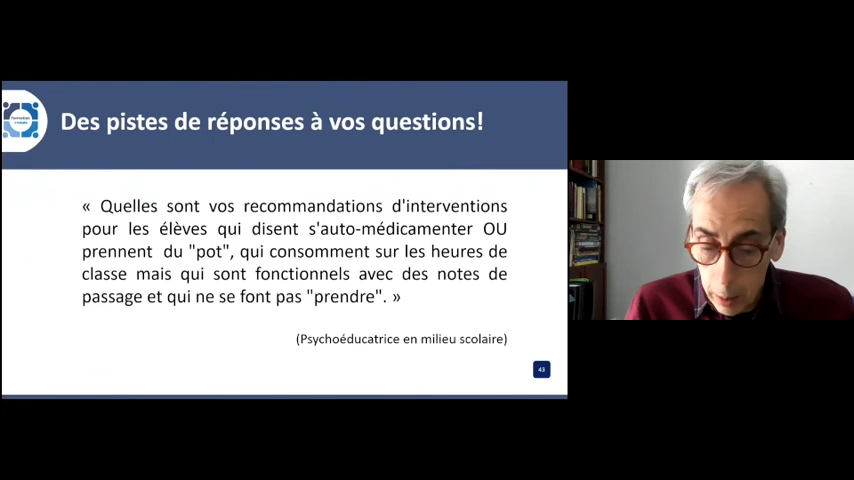 Des pistes de réponses à vos questions!
« Quelles sont vos recommandations d'interventions
pour les élèves qui disent s'auto-médicamenter OU
prennent du "pot", qui consomment sur les heures de
classe mais qui sont fonctionnels avec des notes de
passage et qui ne se font pas "prendre". »
(Psychoéducatrice en milieu scolaire)
43